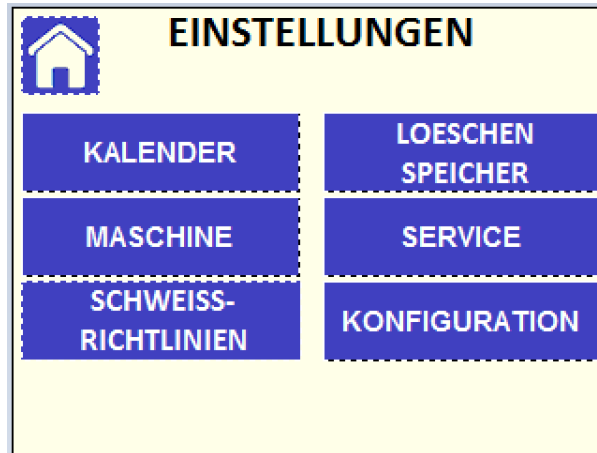 EINSTELLUNGEN
KALENDER
LOESCHEN
SPEICHER
MASCHINE
SERVICE
SCHWEISS-
RICHTLINIEN
KONFIGURATION